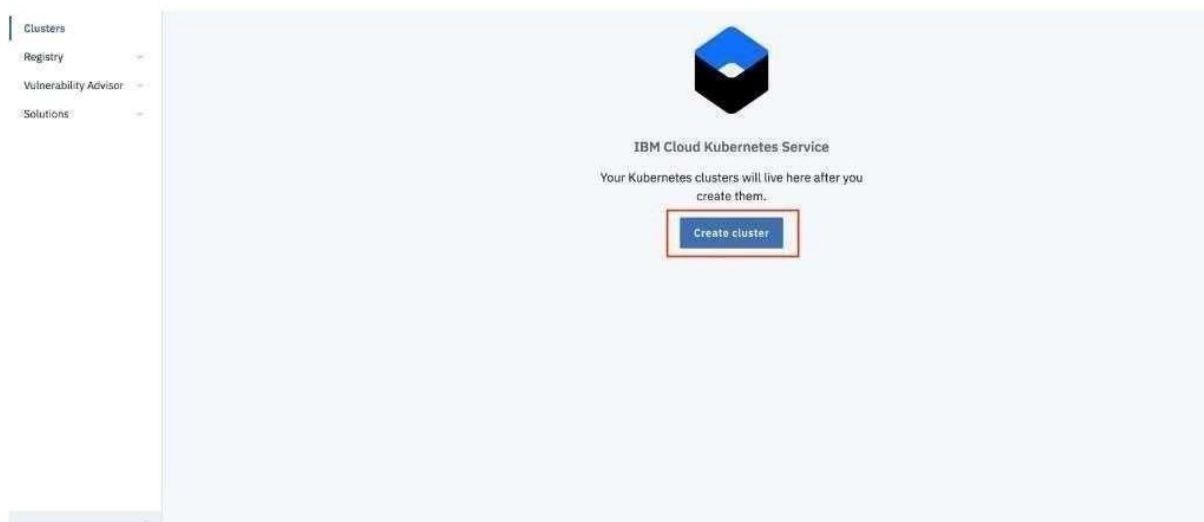 Clusters
Registry
Vulnerability Advisor
Solutions
IBM Cloud Kubernetes Service
Your Kubernetes clusters will live here after you
create them.
Create cluster